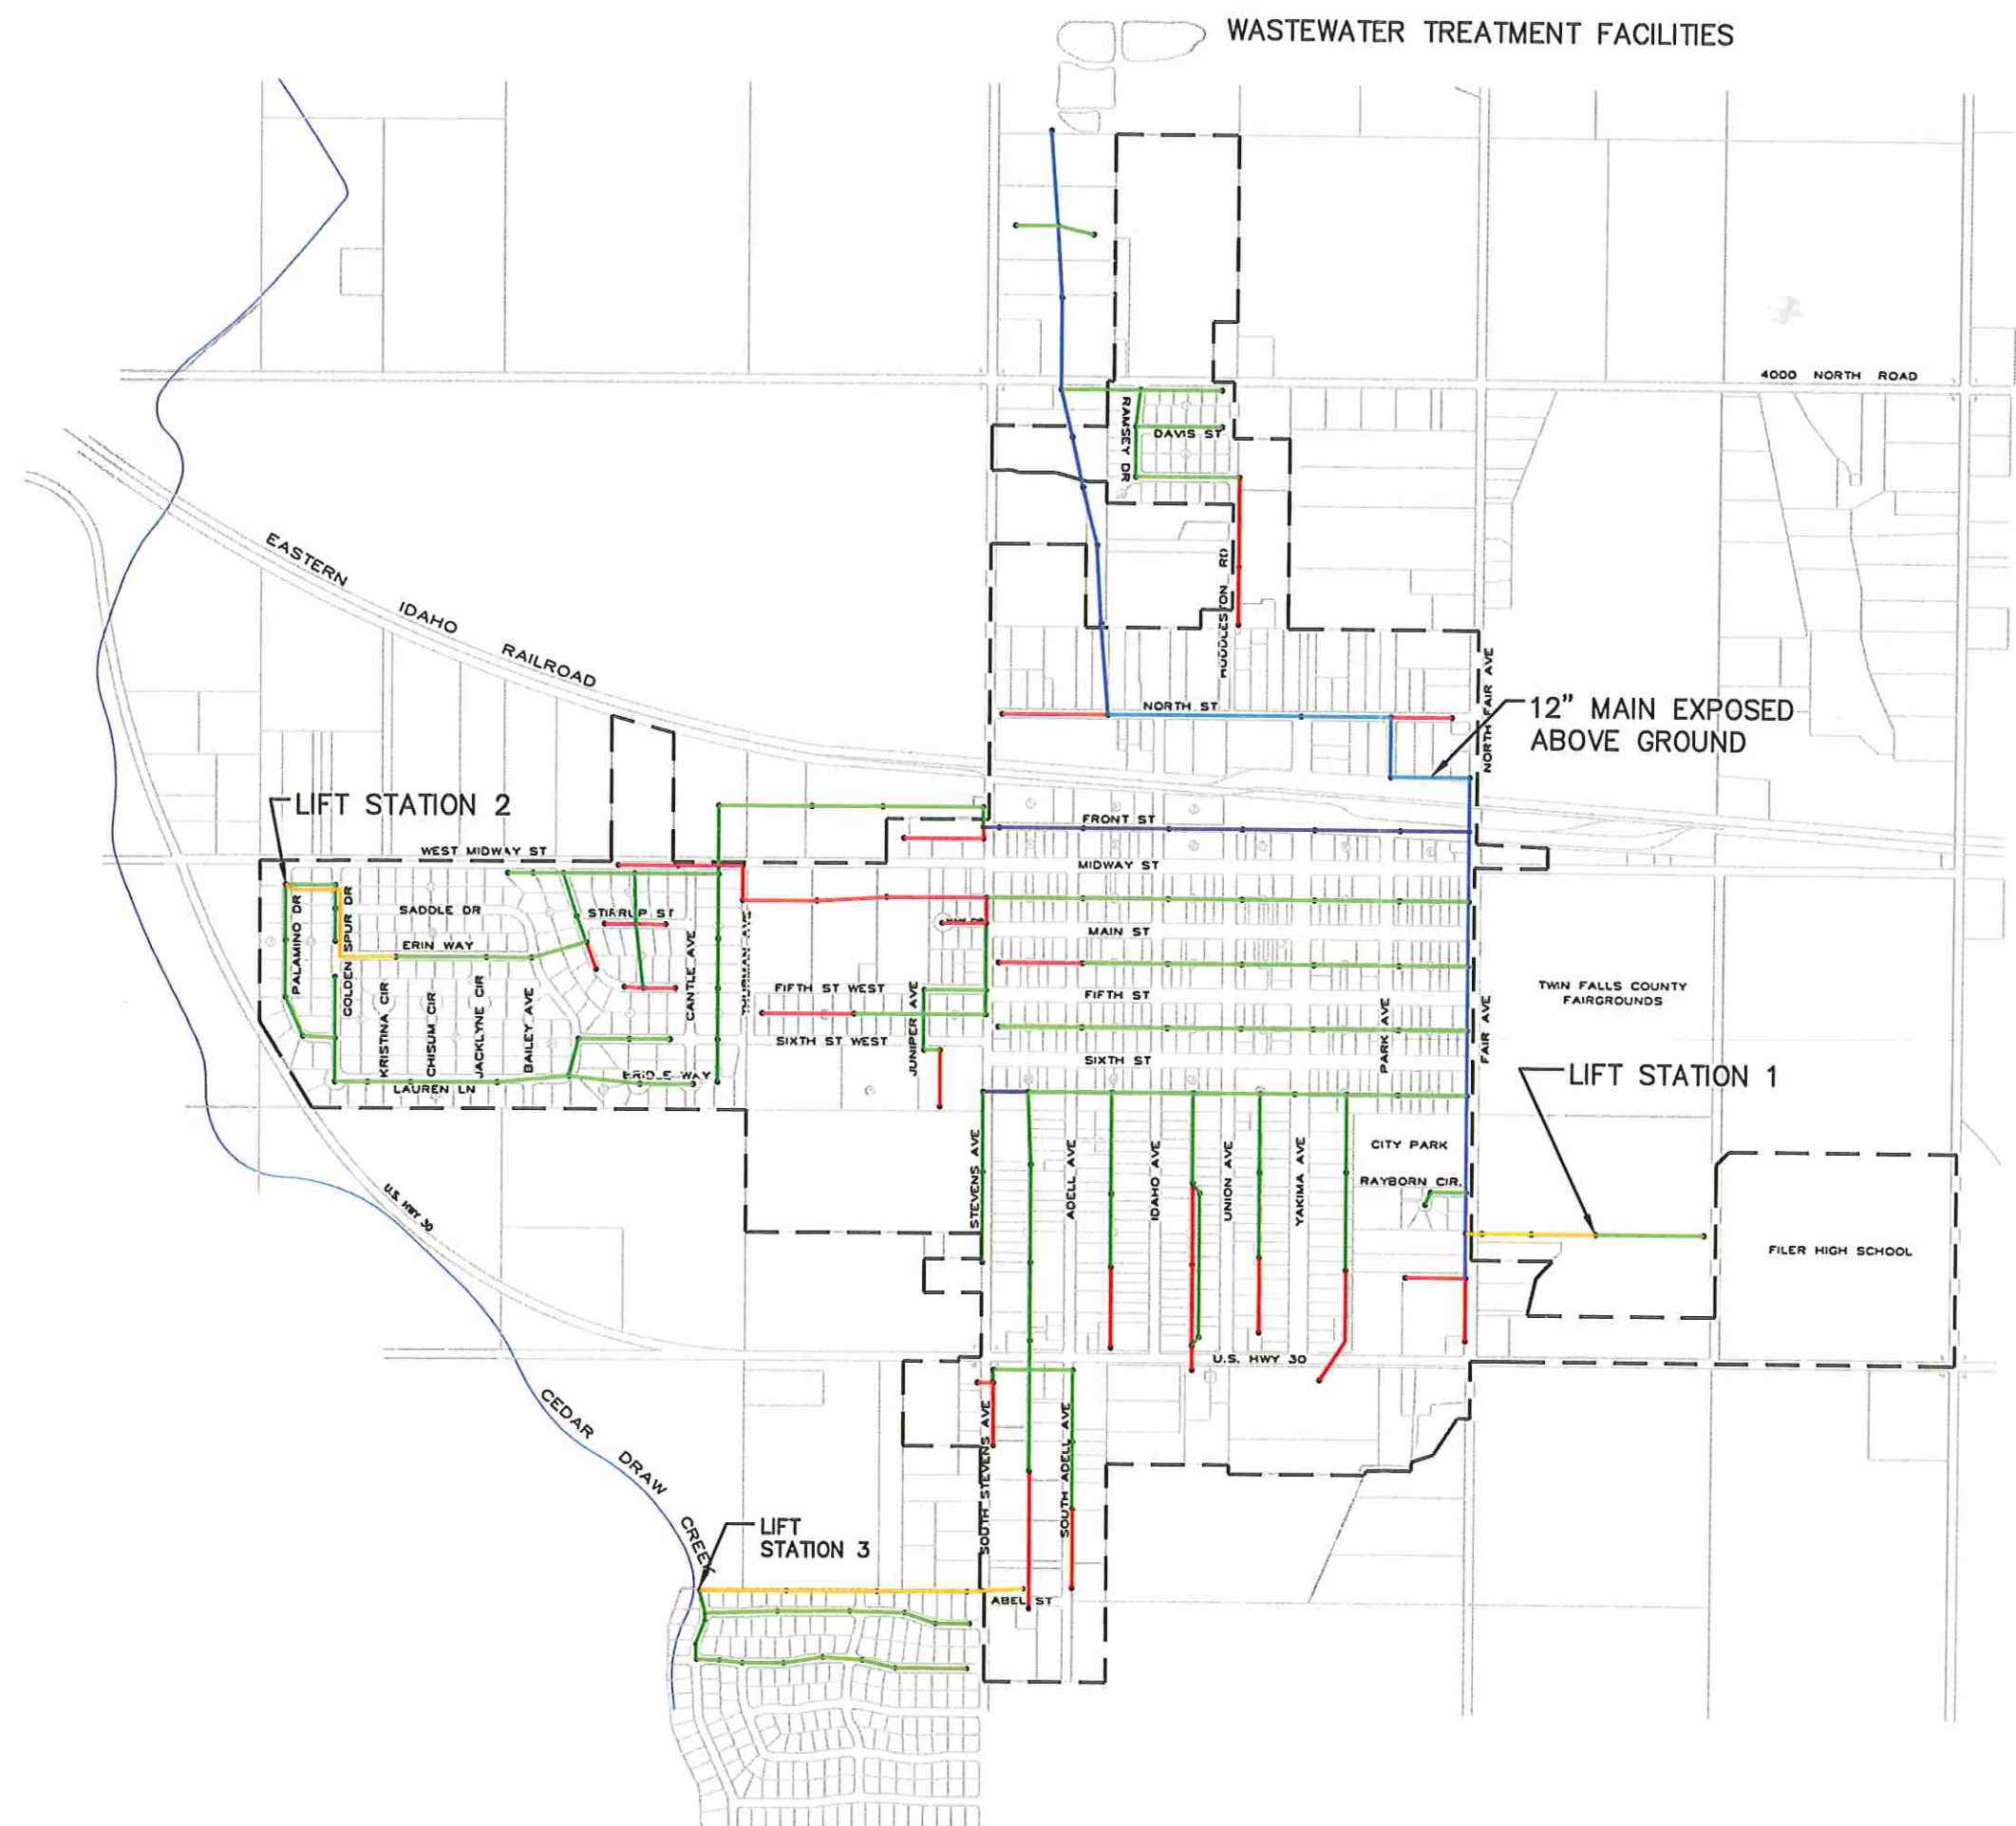 WASTEWATER TREATMENT FACILITIES
4000 NORTH ROAD
RAMSEY DR
DAVIS ST
EASTERN IDAHO RAILROAD
HUDDLESTON RD
NORTH FAIR AVE
NORTH ST
12" MAIN EXPOSED
ABOVE GROUND
LIFT STATION 2
FRONT ST
WEST MIDWAY ST
MIDWAY ST
PALAMINO DR
GOLDEN SPUR DR
SADDLE DR
STIRRUP ST
ERIN WAY
MAIN ST
CANTLE AVE
KRISTINA CIR
CHISUM CIR
JACKLYNE CIR
BAILEY AVE
FIFTH ST WEST
JUNIPER AVE
FIFTH ST
PARK AVE
FAIR AVE
TWIN FALLS COUNTY
FAIRGROUNDS
SIXTH ST WEST
SIXTH ST
BRIDLE WAY
LAUREN LN
LIFT STATION 1
STEVENS AVE
ADELL AVE
IDAHO AVE
UNION AVE
YAKIMA AVE
CITY PARK
RAYBORN CIR.
U.S. HWY 30
FILER HIGH SCHOOL
U.S. HWY 30
CEDAR DRAW CREEK
SOUTH STEVENS AVE
SOUTH ADELL AVE
LIFT
STATION 3
ABEL ST